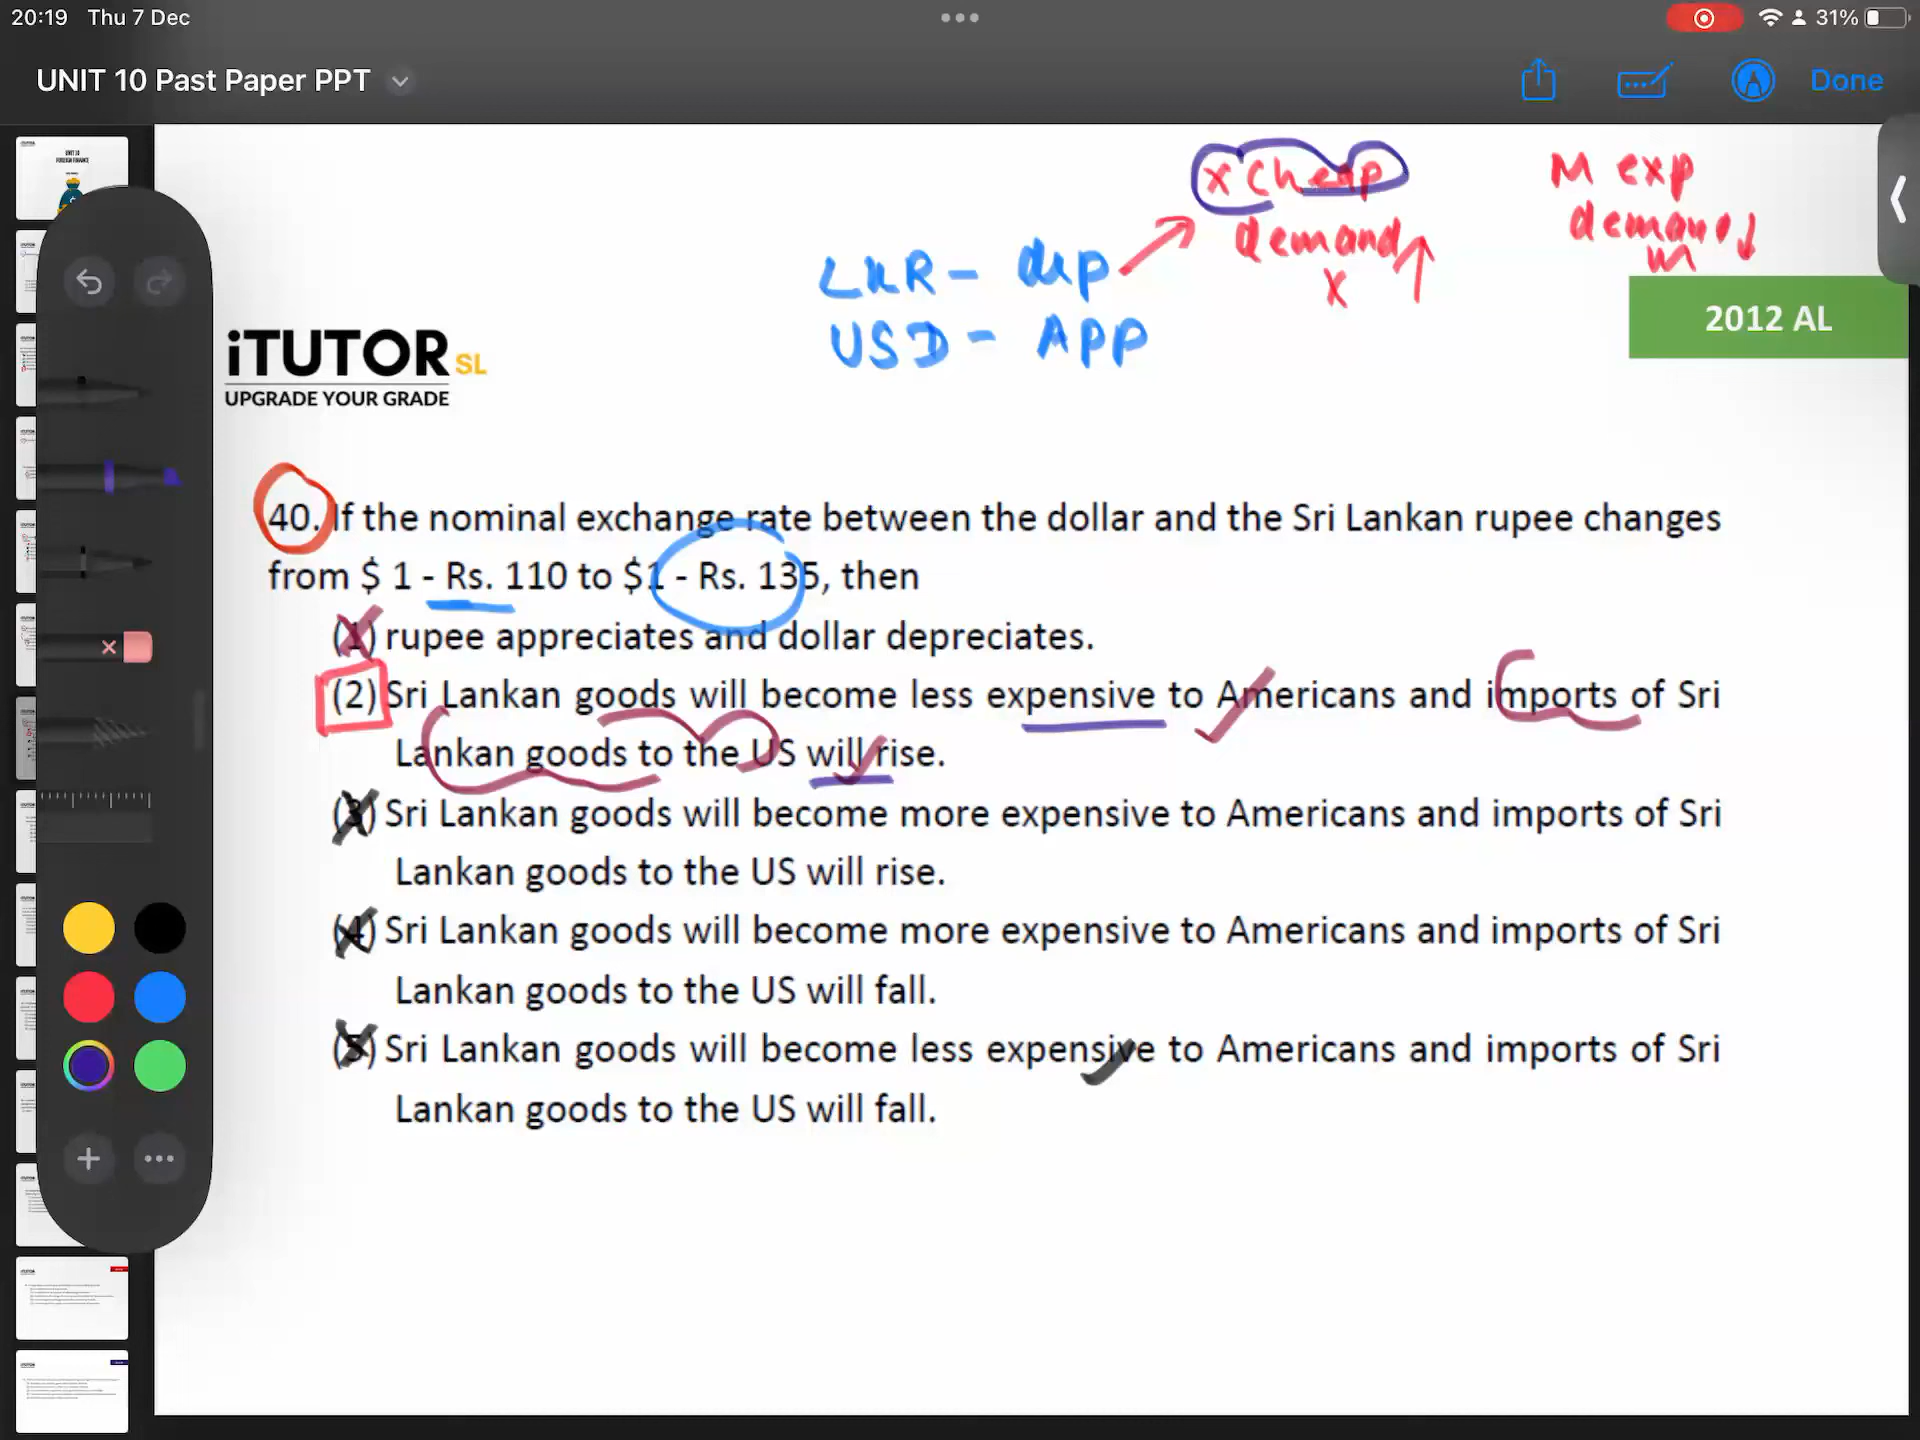 20:19 Thu 7 Dec
31%
UNIT 10 Past Paper PPT
Done
x cheap
demand
x
M exp
demand
M
LKR - dep
USD - APP
2012 AL
iTUTOR SL
UPGRADE YOUR GRADE
40. If the nominal exchange rate between the dollar and the Sri Lankan rupee changes
from $ 1 - Rs. 110 to $1 - Rs. 135, then
(1) rupee appreciates and dollar depreciates.
(2) Sri Lankan goods will become less expensive to Americans and imports of Sri
Lankan goods to the US will rise.
(3) Sri Lankan goods will become more expensive to Americans and imports of Sri
Lankan goods to the US will rise.
(4) Sri Lankan goods will become more expensive to Americans and imports of Sri
Lankan goods to the US will fall.
(5) Sri Lankan goods will become less expensive to Americans and imports of Sri
Lankan goods to the US will fall.